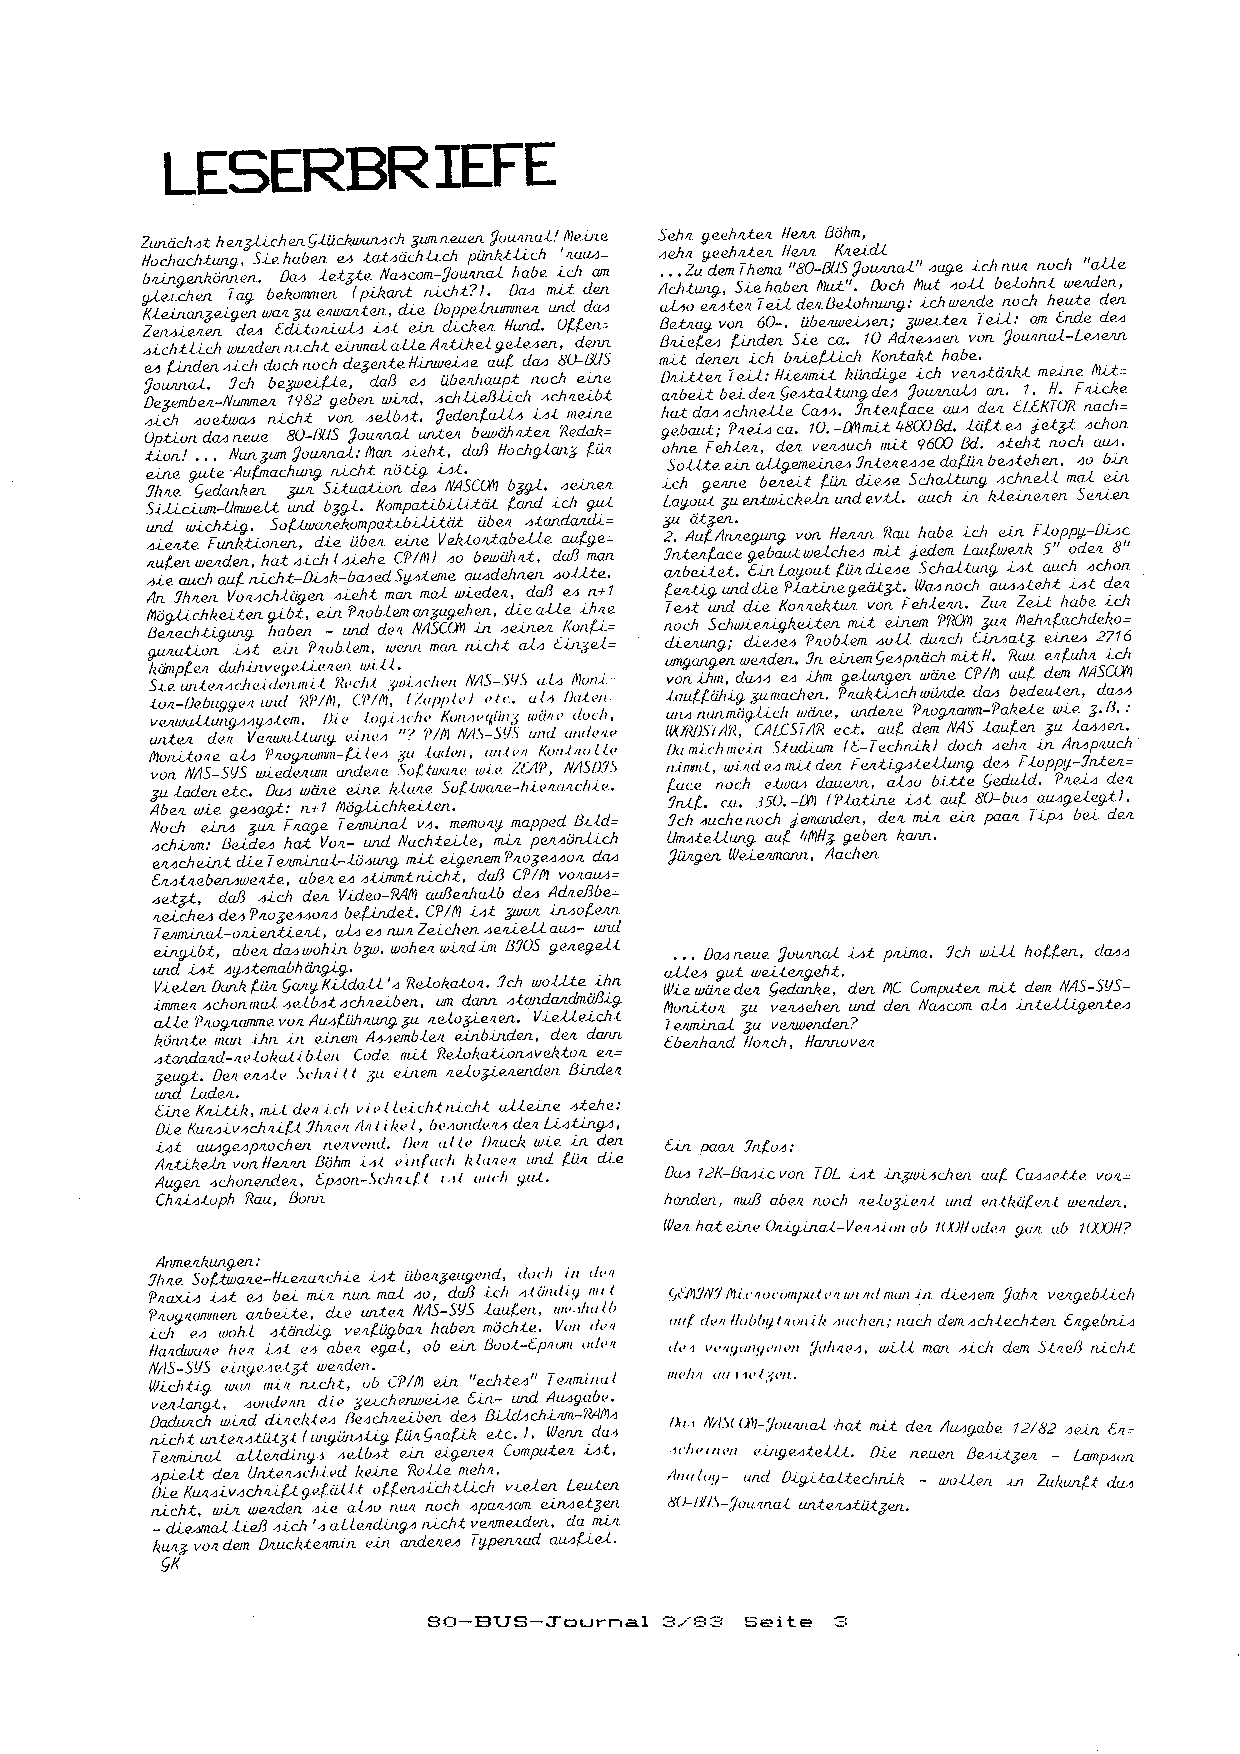 LESERBRIEFE
Zunächst herzlichen Glückwunsch zum neuen Journal! Meine
Hochachtung, Sie haben es tatsächlich pünktlich 'raus-
bringen können. Das letzte Nascom-Journal habe ich am
gleichen Tag bekommen (pikant nicht?). Das mit den
Kleinanzeigen war zu erwarten, die Doppelnummer und das
Zensieren des Editorials ist ein dicker Hund. Offen=
sichtlich wurden nicht einmal alle Artikel gelesen, denn
es finden sich doch noch dezente Hinweise auf das 80-BUS
Journal. Ich bezweifle, daß es überhaupt noch eine
Dezember-Nummer 1982 geben wird, schließlich schreibt
sich soetwas nicht von selbst. Jedenfalls ist meine
Option das neue 80-BUS Journal unter bewährter Redak=
tion! ... Nun zum Journal: Man sieht, daß Hochglanz für
eine gute Aufmachung nicht nötig ist.
Ihre Gedanken zur Situation des NASCOM bzgl. seiner
Silicium-Umwelt und bzgl. Kompatibilität fand ich gut
und wichtig. Softwarekompatibilität über standardi=
sierte Funktionen, die über eine Vektortabelle aufge=
rufen werden, hat sich (siehe CP/M) so bewährt, daß man
sie auch auf nicht-Disk-based Systeme ausdehnen sollte.
An Ihren Vorschlägen sieht man mal wieder, daß es n+1
Möglichkeiten gibt, ein Problem anzugehen, die alle ihre
Berechtigung haben - und der NASCOM in seiner Konfi=
guration ist ein Problem, wenn man nicht als Einzel=
kämpfer dahinvegetieren will.
Sie unterscheiden mit Recht zwischen NAS-SYS als Moni-
tor-Debugger und RP/M, CP/M, (Zapple) etc. als Daten-
verwaltungssystem. Die logische Konseqünz wäre doch,
unter der Verwaltung eines "? P/M NAS-SYS und andere
Monitore als Programm-files zu laden, unter Kontrolle
von NAS-SYS wiederum andere Software wie ZEAP, NASDIS
zu laden etc. Das wäre eine klare Software-hierarchie.
Aber wie gesagt: n+1 Möglichkeiten.
Noch eins zur Frage Terminal vs. memory mapped Bild=
schirm: Beides hat Vor- und Nachteile, mir persönlich
erscheint die Terminal-lösung mit eigenem Prozessor das
Erstrebenswerte, aber es stimmt nicht, daß CP/M voraus=
setzt, daß sich der Video-RAM außerhalb des Adreßbe-
reiches des Prozessors befindet. CP/M ist zwar insofern
Terminal-orientiert, als es nur Zeichen seriell aus- und
eingibt, aber das wohin bzw. woher wird im BIOS geregelt
und ist systemabhängig.
Vielen Dank für Gary Kildall's Relokator. Ich wollte ihn
immer schon mal selbst schreiben, um dann standardmäßig
alle Programme vor Ausführung zu relozieren. Vielleicht
könnte man ihn in einem Assembler einbinden, der dann
standard-relokatiblen Code mit Relokationsvektor er=
zeugt. Der erste Schritt zu einem relozierenden Binder
und Lader.
Eine Kritik, mit der ich vielleicht nicht alleine stehe:
Die Kursivschrift Ihrer Artikel, besonders der Listings,
ist ausgesprochen nervend. Der alte Druck wie in den
Artikeln von Herrn Böhm ist einfach klarer und für die
Augen schonender. Epson-Schrift ist auch gut.
Christoph Rau, Bonn
Anmerkungen:
Ihre Software-Hierarchie ist überzeugend, doch in der
Praxis ist es bei mir nun mal so, daß ich ständig mit
Programmen arbeite, die unter NAS-SYS laufen, weshalb
ich es wohl ständig verfügbar haben möchte. Von der
Hardware her ist es aber egal, ob ein Boot-Eprom oder
NAS-SYS eingesetzt werden.
Wichtig war mir nicht, ob CP/M ein "echtes" Terminal
verlangt, sondern die zeichenweise Ein- und Ausgabe.
Dadurch wird direktes Beschreiben des Bildschirm-RAMs
nicht unterstützt (ungünstig für Grafik etc.). Wenn das
Terminal allerdings selbst ein eigener Computer ist,
spielt der Unterschied keine Rolle mehr.
Die Kursivschrift gefällt offensichtlich vielen Leuten
nicht, wir werden sie also nur noch sparsam einsetzen
- diesmal ließ sich's allerdings nicht vermeiden, da mir
kurz vor dem Drucktermin ein anderes Typenrad ausfiel.
GK
Sehr geehrter Herr Böhm,
sehr geehrter Herr Kreidl
...Zu dem Thema "80-BUS Journal" sage ich nur noch "alle
Achtung, Sie haben Mut". Doch Mut soll belohnt werden,
also ersten Teil der Belohnung: ich werde noch heute den
Betrag von 60-. überweisen; zweiter Teil: am Ende des
Briefes finden Sie ca. 10 Adressen von Journal-Lesern
mit denen ich brieflich Kontakt habe.
Dritter Teil: Hiermit kündige ich verstärkt meine Mit=
arbeit bei der Gestaltung des Journals an. 1. H. Fricke
hat das schnelle Cass. Interface aus der ELEKTOR nach=
gebaut; Preis ca. 10.-DM mit 4800 Bd. läft es jetzt schon
ohne Fehler, der versuch mit 9600 Bd. steht noch aus.
Sollte ein allgemeines Interesse dafür bestehen, so bin
ich gerne bereit für diese Schaltung schnell mal ein
Layout zu entwickeln und evtl. auch in kleineren Serien
zu ätzen.
2. Auf Anregung von Herrn Rau habe ich ein Floppy-Disc
Interface gebaut welches mit jedem Laufwerk 5" oder 8"
arbeitet. Ein Layout für diese Schaltung ist auch schon
fertig und die Platine geätzt. Was noch aussteht ist der
Test und die Korrektur von Fehlern. Zur Zeit habe ich
noch Schwierigkeiten mit einem PROM zur Mehrfachdeko=
dierung; dieses Problem soll durch Einsatz eines 2716
umgangen werden. In einem Gespräch mit H. Rau erfuhr ich
von ihm, dass es ihm gelungen wäre CP/M auf dem NASCOM
lauffähig zu machen. Praktisch würde das bedeuten, dass
uns nun möglich wäre, andere Programm-Pakete wie z.B.:
WORDSTAR, CALCSTAR ect. auf dem NAS laufen zu lassen.
Da mich mein Studium (E-Technik) doch sehr in Anspruch
nimmt, wird es mit der Fertigstellung des Floppy-Inter=
face noch etwas dauern, also bitte Geduld. Preis der
Intf. ca. 350.-DM (Platine ist auf 80-bus ausgelegt).
Ich suche noch jemanden, der mir ein paar Tips bei der
Umstellung auf 4MHz geben kann.
Jürgen Weiermann, Aachen
... Das neue Journal ist prima. Ich will hoffen, dass
alles gut weitergeht.
Wie wäre der Gedanke, den MC Computer mit dem NAS-SYS-
Monitor zu versehen und den Nascom als intelligentes
Terminal zu verwenden?
Eberhard Horch, Hannover
Ein paar Infos:
Das 12K-Basic von TDL ist inzwischen auf Cassette vor=
handen, muß aber noch reloziert und entkäfert werden.
Wer hat eine Original-Version ab 100H oder gar ab 1000H?
GEMINI Microcomputer wird man in diesem Jahr vergeblich
auf der Hobbytronik suchen; nach dem schlechten Ergebnis
des vergangenen Jahres, will man sich dem Streß nicht
mehr aussetzen.
Das NASCOM-Journal hat mit der Ausgabe 12/82 sein Er=
scheinen eingestellt. Die neuen Besitzer - Lampson
Analog- und Digitaltechnik - wollen in Zukunft das
80-BUS-Journal unterstützen.
80-BUS-Journal 3/83 Seite 3